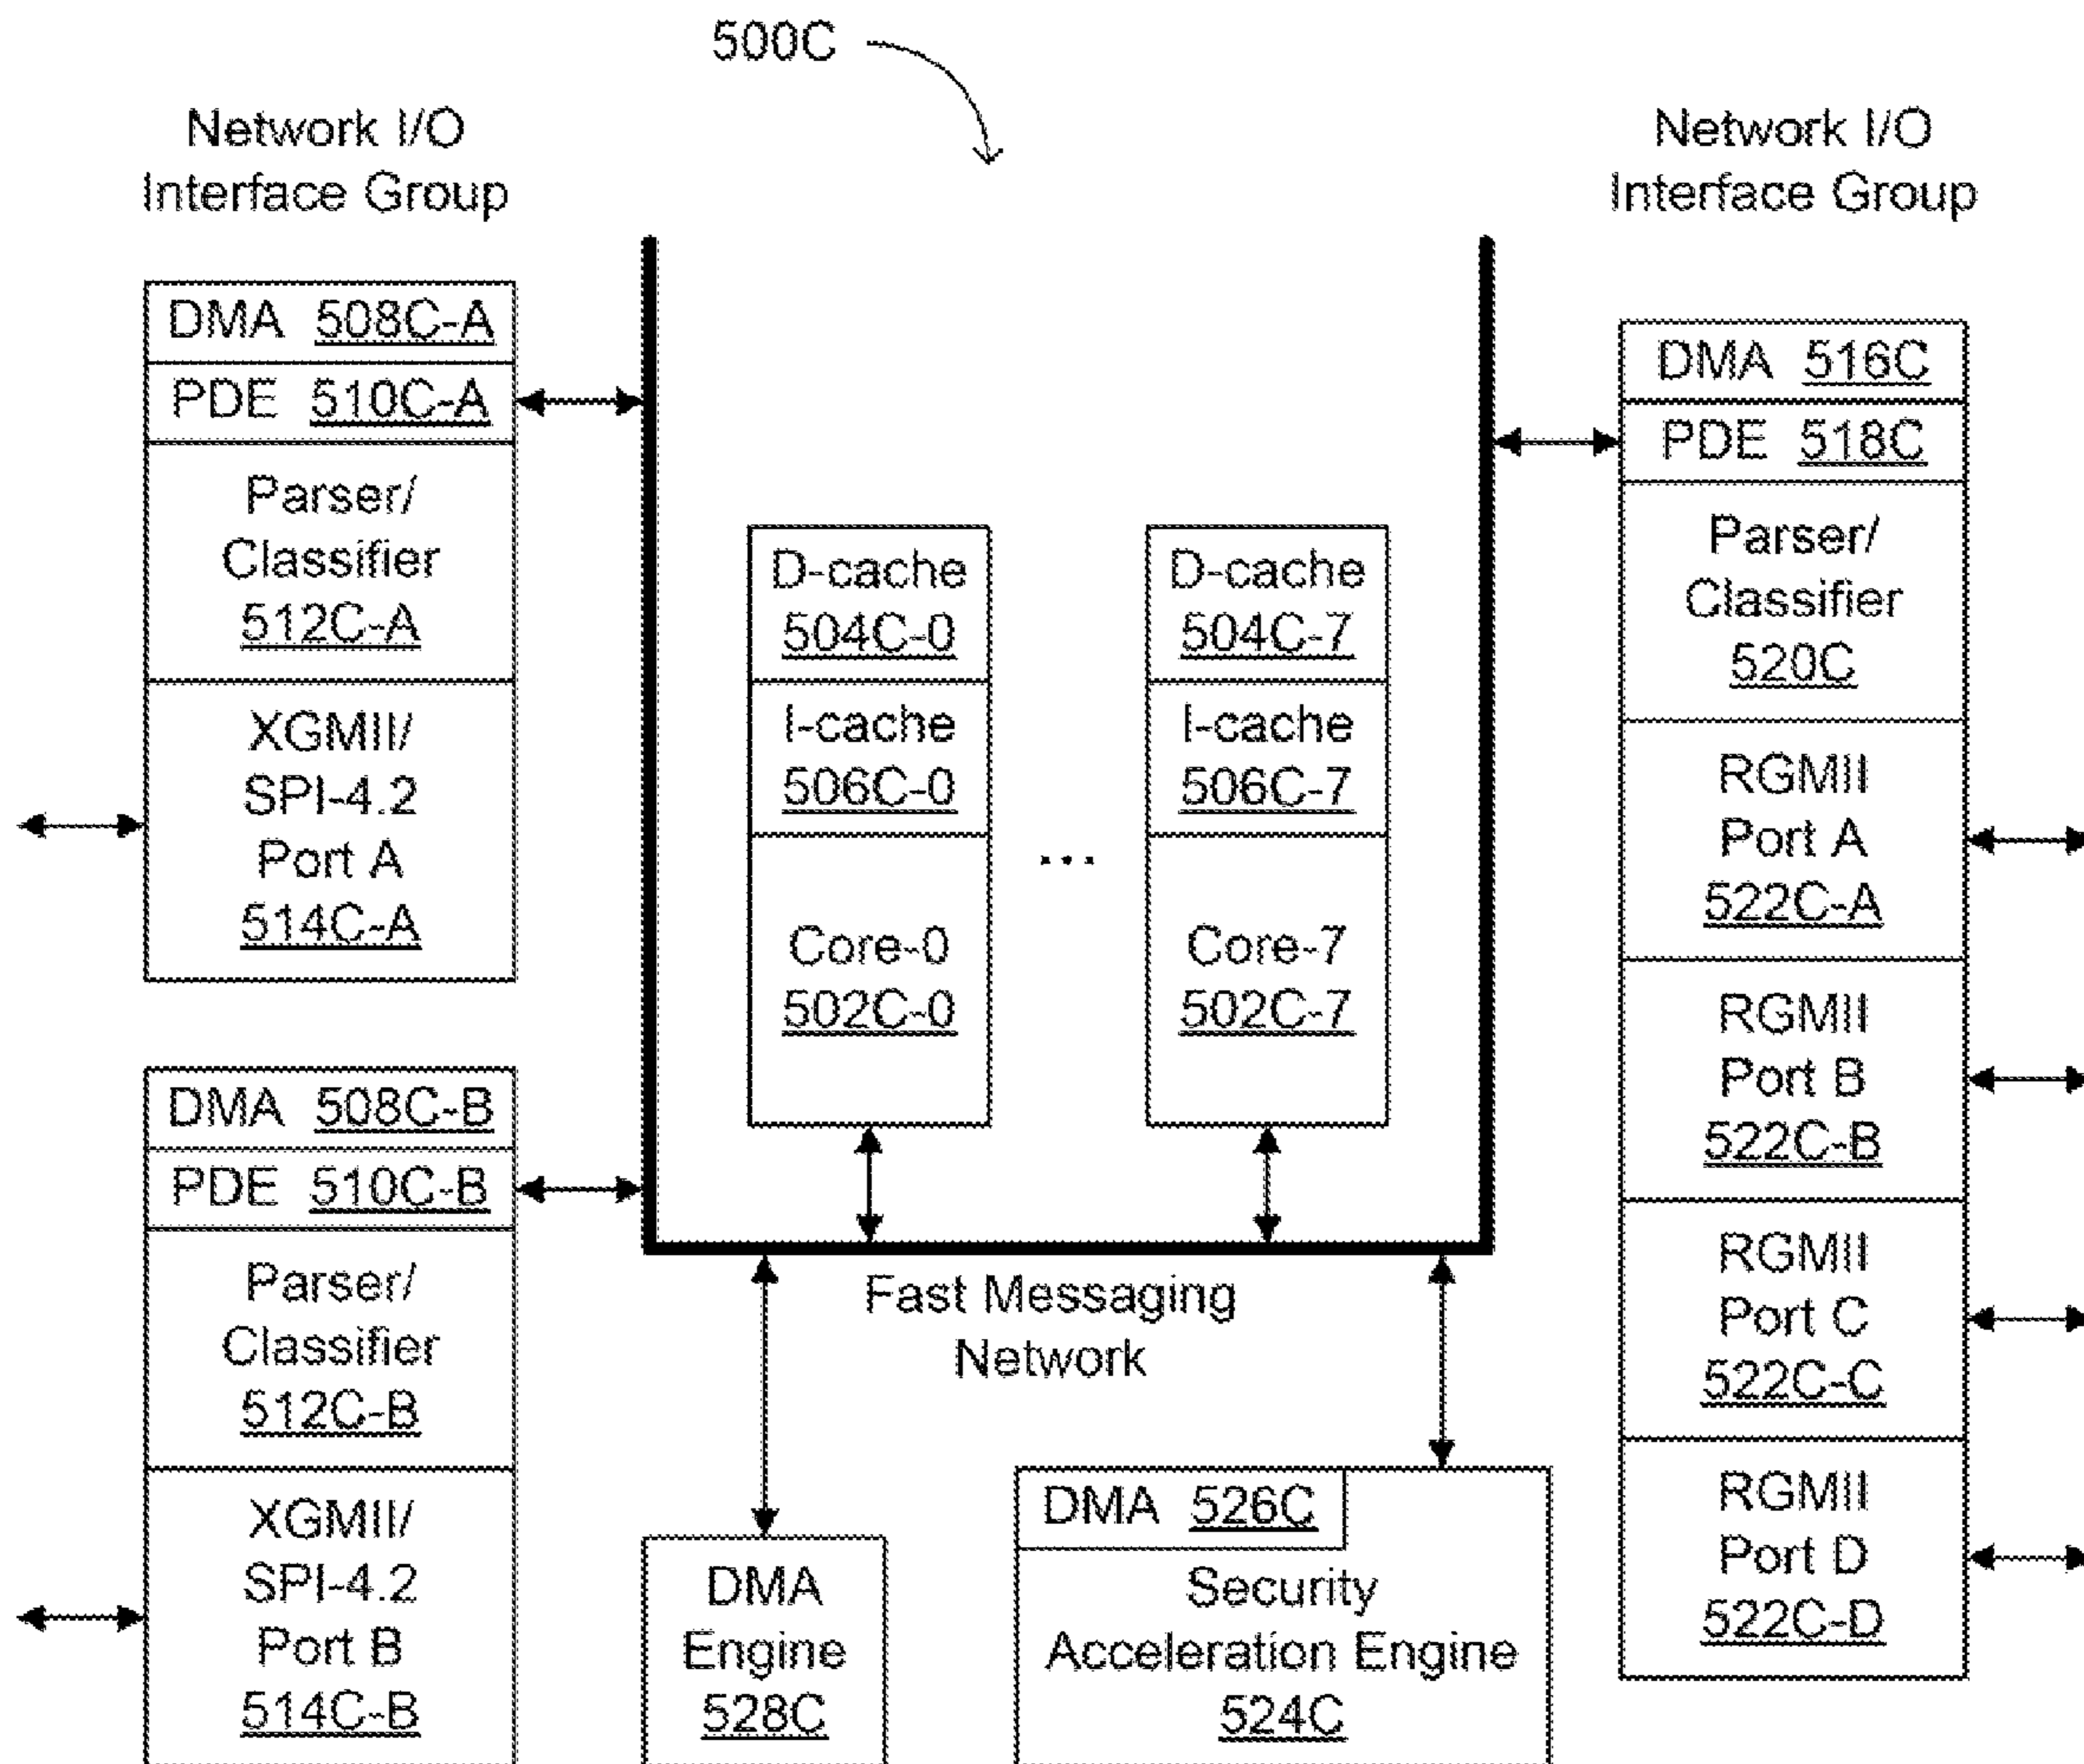 500C
Network I/O
Interface Group
DMA 508C-A
PDE 510C-A
Parser/
Classifier
512C-A
XGMII/
SPI-4.2
Port A
514C-A
DMA 508C-B
PDE 510C-B
Parser/
Classifier
512C-B
XGMII/
SPI-4.2
Port B
514C-B
D-cache
504C-0
I-cache
506C-0
Core-0
502C-0
...
D-cache
504C-7
I-cache
506C-7
Core-7
502C-7
Fast Messaging
Network
DMA
Engine
528C
DMA 526C
Security
Acceleration Engine
524C
Network I/O
Interface Group
DMA 516C
PDE 518C
Parser/
Classifier
520C
RGMII
Port A
522C-A
RGMII
Port B
522C-B
RGMII
Port C
522C-C
RGMII
Port D
522C-D